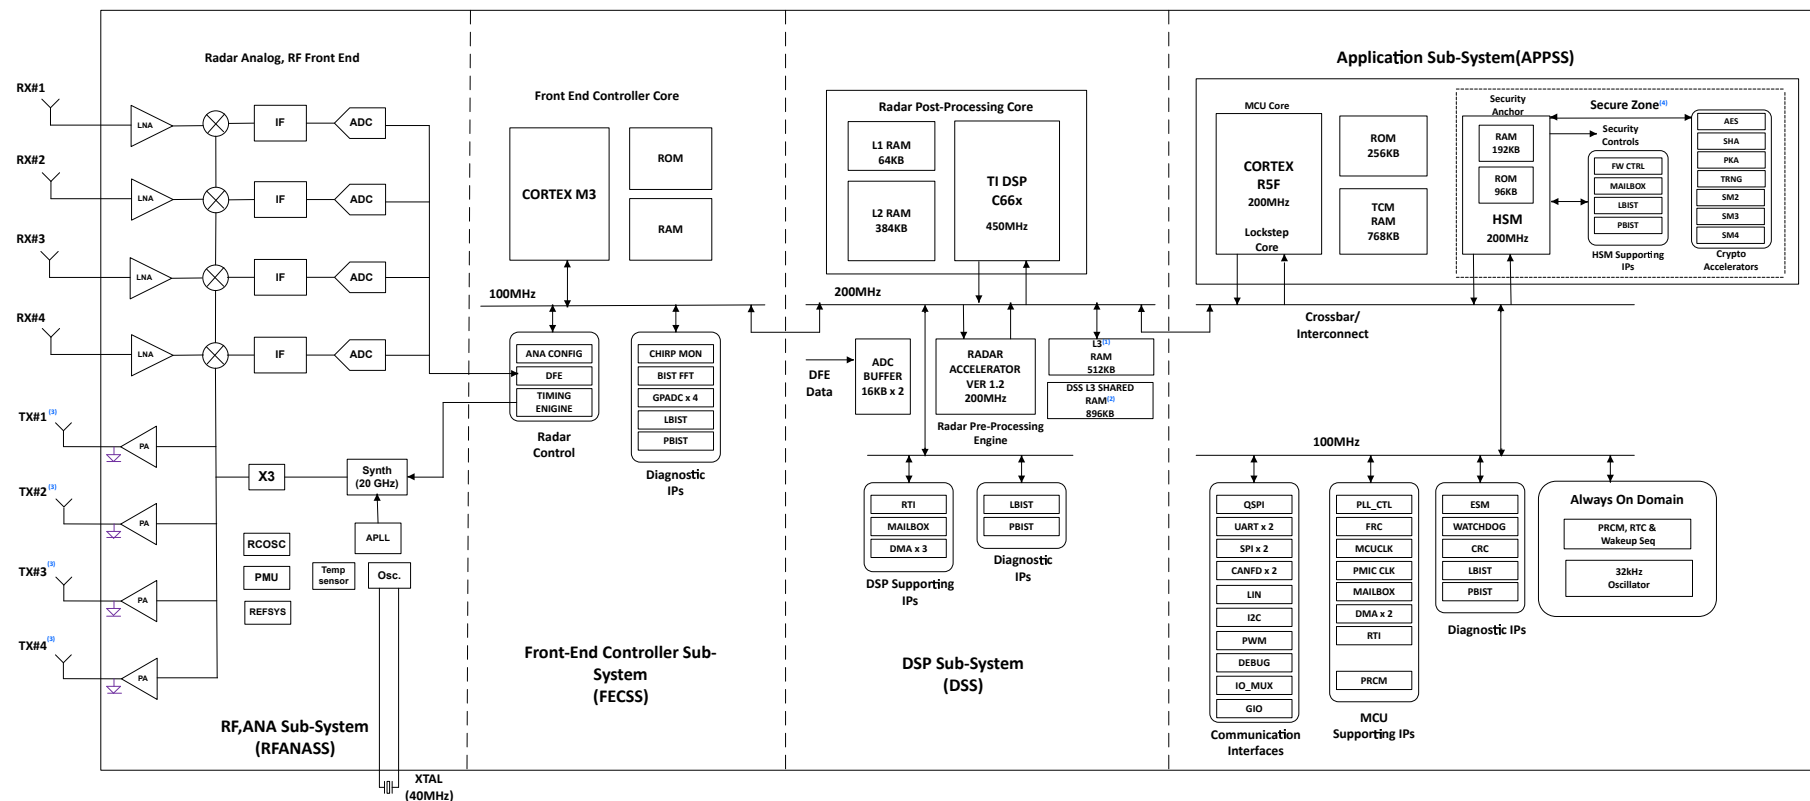 Radar Analog, RF Front End
RX#1
LNA
IF
ADC
RX#2
LNA
IF
ADC
RX#3
LNA
IF
ADC
RX#4
LNA
IF
ADC
TX#1 (3)
PA
TX#2 (3)
PA
TX#3 (3)
PA
TX#4 (3)
PA
X3
Synth
(20 GHz)
APLL
RCOSC
PMU
REFSYS
Temp
sensor
Osc.
XTAL
(40MHz)
RF,ANA Sub-System
(RFANASS)
Front End Controller Core
CORTEX M3
ROM
RAM
100MHz
ANA CONFIG
DFE
TIMING
ENIGINE
Radar
Control
CHIRP MON
BIST FFT
GPADC x 4
LBIST
PBIST
Diagnostic
IPs
Front-End Controller Sub-
System
(FECSS)
Radar Post-Processing Core
L1 RAM
64KB
L2 RAM
384KB
TI DSP
C66x
450MHz
200MHz
DFE
Data
ADC
BUFFER
16KB x 2
RADAR
ACCELERATOR
VER 1.2
200MHz
Radar Pre-Processing
Engine
L3(1)
RAM
512KB
DSS L3 SHARED
RAM(2)
896KB
RTI
MAILBOX
DMA x 3
DSP Supporting
IPs
LBIST
PBIST
Diagnostic
IPs
DSP Sub-System
(DSS)
Application Sub-System(APPSS)
MCU Core
CORTEX
R5F
200MHz
Lockstep
Core
ROM
256KB
TCM
RAM
768KB
Security
Anchor
RAM
192KB
ROM
96KB
HSM
200MHz
Secure Zone(4)
Security
Controls
FW CTRL
MAILBOX
LBIST
PBIST
HSM Supporting
IPs
AES
SHA
PKA
TRNG
SM2
SM3
SM4
Crypto
Accelerators
Crossbar/
Interconnect
100MHz
QSPI
UART x 2
SPI x 2
CANFD x 2
LIN
I2C
PWM
DEBUG
IO_MUX
GIO
Communication
Interfaces
PLL_CTL
FRC
MCUCLK
PMIC CLK
MAILBOX
DMA x 2
RTI
PRCM
MCU
Supporting IPs
ESM
WATCHDOG
CRC
LBIST
PBIST
Diagnostic IPs
Always On Domain
PRCM, RTC &
Wakeup Seq
32kHz
Oscillator